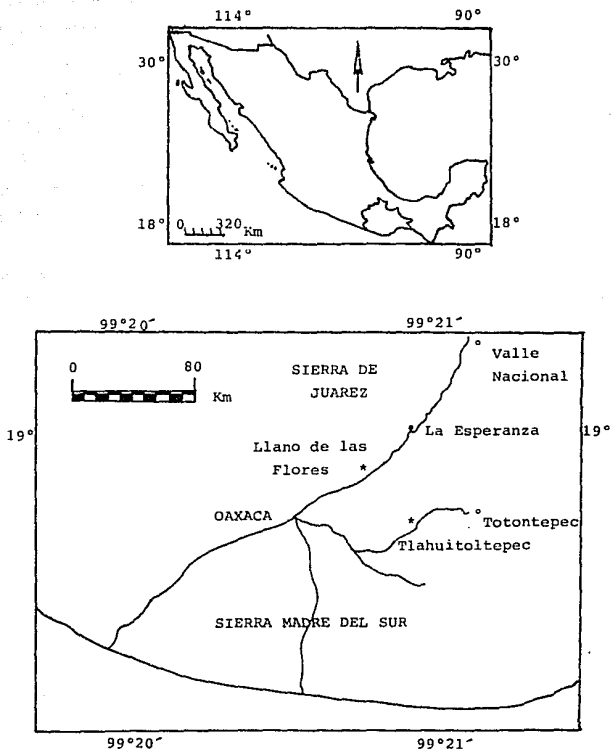 114° 90°
30° 30°
18° 0 320 Km 18°
114° 90°
99°20´ 99°21´
0 80
Km
SIERRA DE
JUAREZ
Valle
Nacional
19° 19°
La Esperanza
Llano de las
Flores
OAXACA
Totontepec
Tlahuitoltepec
SIERRA MADRE DEL SUR
99°20´ 99°21´